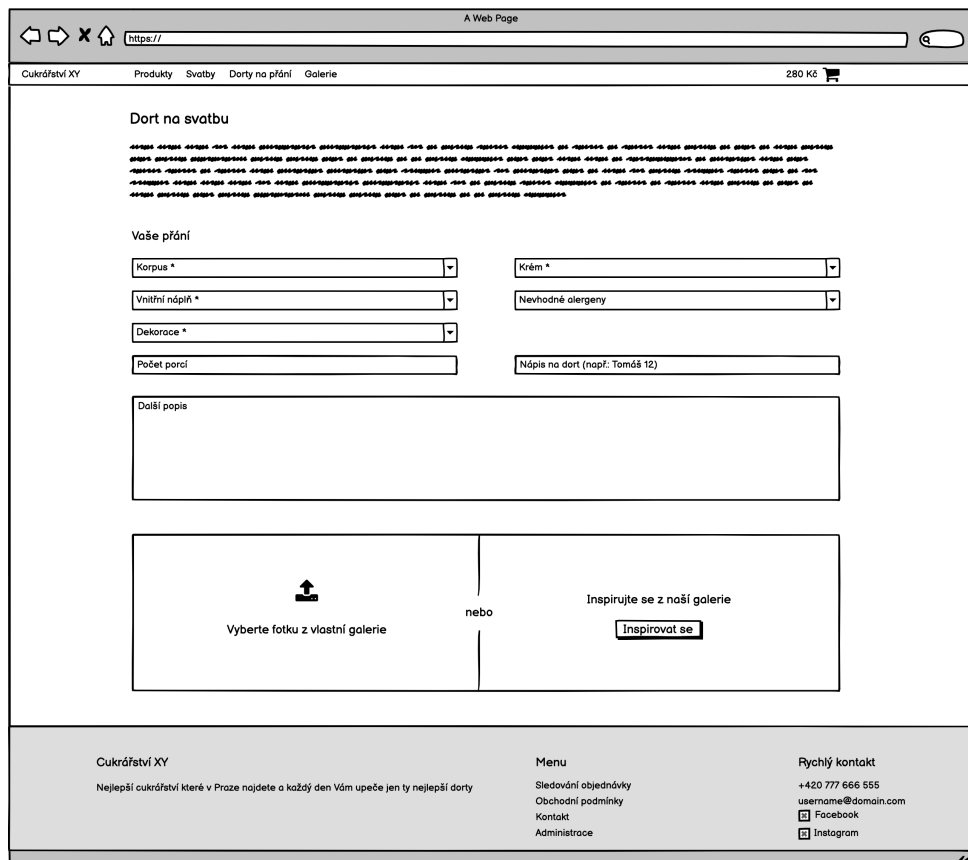 A Web Page
https://
Cukrářství XY Produkty Svatby Dorty na přání Galerie 280 Kč
Dort na svatbu
Vaše přání
Korpus * Krém *
Vnitřní náplň * Nevhodné alergeny
Dekorace *
Počet porcí Nápis na dort (např.: Tomáš 12)
Další popis
Inspirujte se z naší galerie
nebo
Vyberte fotku z vlastní galerie Inspirovat se
Cukrářství XY Menu Rychlý kontakt
Nejlepší cukrářství které v Praze najdete a každý den Vám upeče jen ty nejlepší dorty Sledování objednávky +420 777 666 555
Obchodní podmínky username@domain.com
Kontakt Facebook
Administrace Instagram